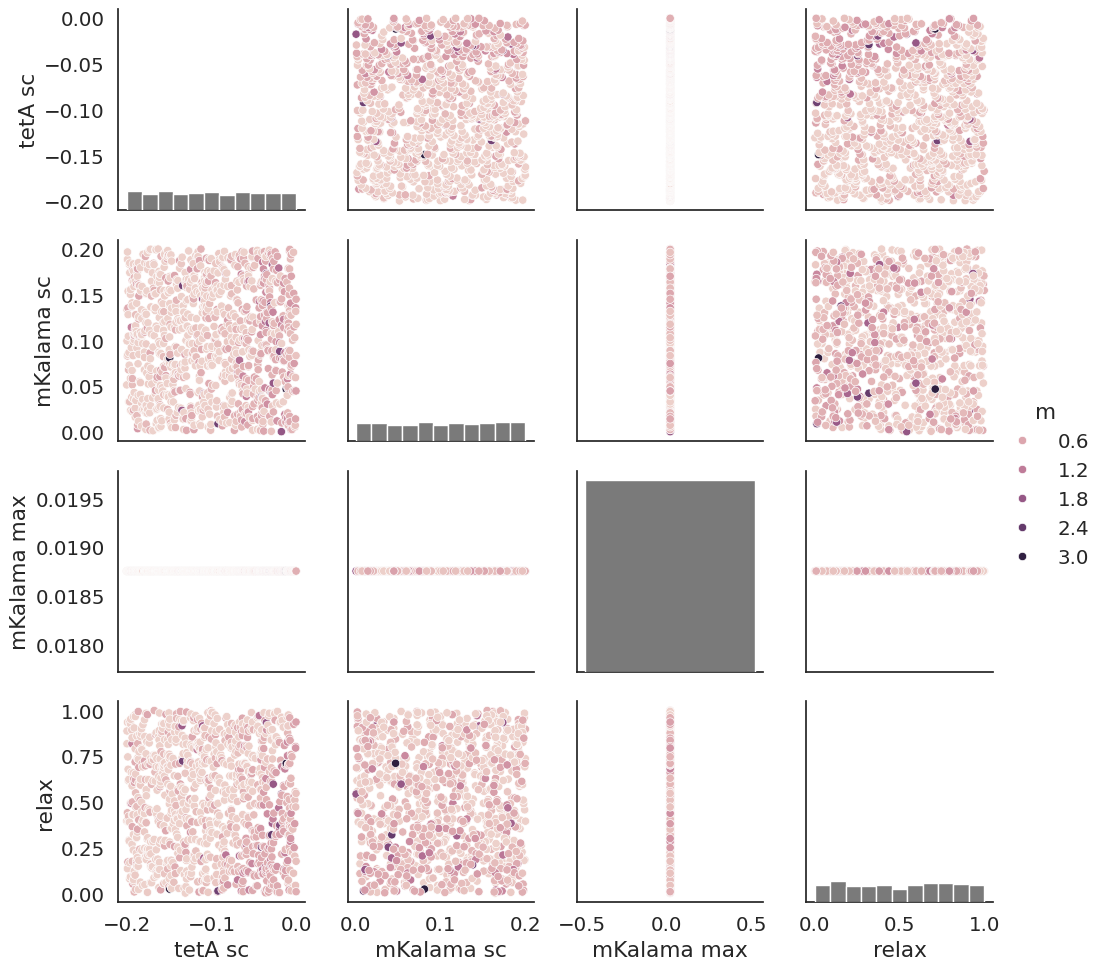 0.00
−0.05
−0.10
−0.15
−0.20
tetA sc
0.20
0.15
0.10
0.05
0.00
mKalama sc
0.0195
0.0190
0.0185
0.0180
mKalama max
1.00
0.75
0.50
0.25
0.00
relax
−0.2 −0.1 0.0
tetA sc
0.0 0.1 0.2
mKalama sc
−0.5 0.0 0.5
mKalama max
0.0 0.5 1.0
relax
m
0.6
1.2
1.8
2.4
3.0